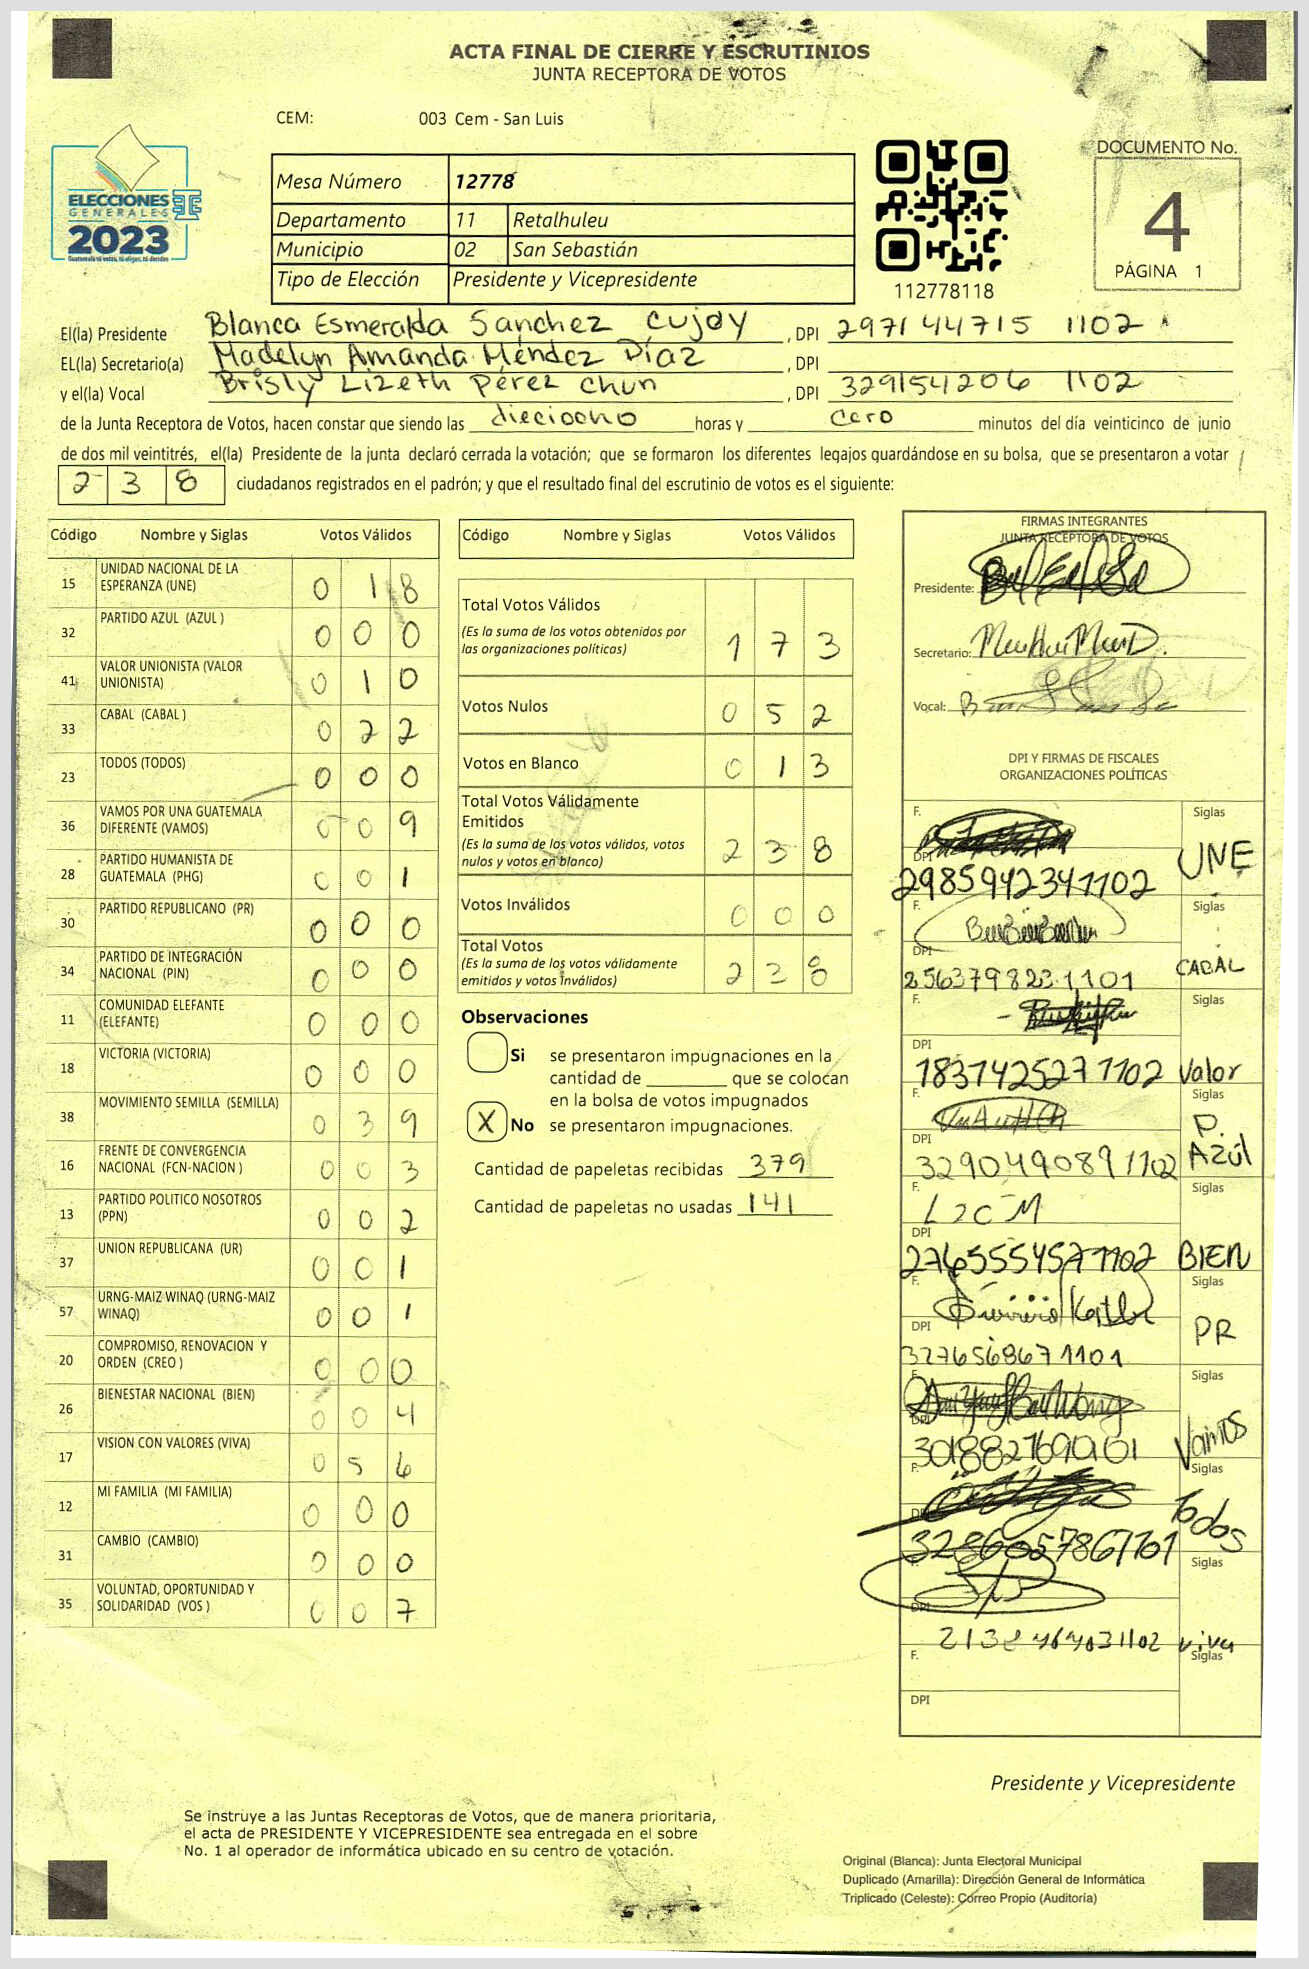 ACTA FINAL DE CIERRE Y ESCRUTINIOS
JUNTA RECEPTORA DE VOTOS
CEM: 003 Cem - San Luis
ELECCIONES
GENERALES
2023
Guatemala tú votas, tú eliges, tú decides
Mesa Número 12778
Departamento 11 Retalhuleu
Municipio 02 San Sebastián
Tipo de Elección Presidente y Vicepresidente
112778118
DOCUMENTO No.
4
PÁGINA 1
El(la) Presidente Blanca Esmeralda Sánchez Cujoy, DPI 297144715 1102
EL(la) Secretario(a) Madelyn Amanda Méndez Díaz, DPI
y el(la) Vocal Brisly Lizeth Pérez Chun, DPI 329154206 1102
de la Junta Receptora de Votos, hacen constar que siendo las dieciocho horas y cero minutos del día veinticinco de junio
de dos mil veintitrés, el(la) Presidente de la junta declaró cerrada la votación; que se formaron los diferentes legajos guardándose en su bolsa, que se presentaron a votar
2 3 8 ciudadanos registrados en el padrón; y que el resultado final del escrutinio de votos es el siguiente:
Código Nombre y Siglas Votos Válidos
15 UNIDAD NACIONAL DE LA
ESPERANZA (UNE) 0 1 8
32 PARTIDO AZUL (AZUL ) 0 0 0
41 VALOR UNIONISTA (VALOR
UNIONISTA) 0 1 0
33 CABAL (CABAL ) 0 2 2
23 TODOS (TODOS) 0 0 0
36 VAMOS POR UNA GUATEMALA
DIFERENTE (VAMOS) 0 0 9
28 PARTIDO HUMANISTA DE
GUATEMALA (PHG) 0 0 1
30 PARTIDO REPUBLICANO (PR) 0 0 0
34 PARTIDO DE INTEGRACIÓN
NACIONAL (PIN) 0 0 0
11 COMUNIDAD ELEFANTE
(ELEFANTE) 0 0 0
18 VICTORIA (VICTORIA) 0 0 0
38 MOVIMIENTO SEMILLA (SEMILLA) 0 3 9
16 FRENTE DE CONVERGENCIA
NACIONAL (FCN-NACION ) 0 0 3
13 PARTIDO POLITICO NOSOTROS
(PPN) 0 0 2
37 UNION REPUBLICANA (UR) 0 0 1
57 URNG-MAIZ WINAQ (URNG-MAIZ
WINAQ) 0 0 1
20 COMPROMISO, RENOVACION Y
ORDEN (CREO ) 0 0 0
26 BIENESTAR NACIONAL (BIEN) 0 0 4
17 VISION CON VALORES (VIVA) 0 5 6
12 MI FAMILIA (MI FAMILIA) 0 0 0
31 CAMBIO (CAMBIO) 0 0 0
35 VOLUNTAD, OPORTUNIDAD Y
SOLIDARIDAD (VOS ) 0 0 7
Código Nombre y Siglas Votos Válidos
Total Votos Válidos
(Es la suma de los votos obtenidos por
las organizaciones políticas) 1 7 3
Votos Nulos 0 5 2
Votos en Blanco 0 1 3
Total Votos Válidamente
Emitidos
(Es la suma de los votos válidos, votos
nulos y votos en blanco) 2 3 8
Votos Inválidos 0 0 0
Total Votos
(Es la suma de los votos válidamente
emitidos y votos inválidos) 2 3 8
Observaciones
Si se presentaron impugnaciones en la
cantidad de ________ que se colocan
en la bolsa de votos impugnados
X No se presentaron impugnaciones.
Cantidad de papeletas recibidas 379
Cantidad de papeletas no usadas 141
FIRMAS INTEGRANTES
JUNTA RECEPTORA DE VOTOS
Presidente:
Secretario:
Vocal:
DPI Y FIRMAS DE FISCALES
ORGANIZACIONES POLÍTICAS
F. Siglas
DPI 2985942341102 UNE
F. Siglas
DPI 2563798231101 CABAL
F. Siglas
DPI 1831425271102 Valor
F. Siglas
DPI 3290490891102 P. Azúl
F. Siglas
DPI 2765554571102 BIEN
F. Siglas
DPI 3276568671101 PR
F. Siglas
DPI Vamos
F. Siglas
DPI Todos
F. Siglas
DPI viva
F. Siglas
DPI
Presidente y Vicepresidente
Se instruye a las Juntas Receptoras de Votos, que de manera prioritaria,
el acta de PRESIDENTE Y VICEPRESIDENTE sea entregada en el sobre
No. 1 al operador de informática ubicado en su centro de votación.
Original (Blanca): Junta Electoral Municipal
Duplicado (Amarilla): Dirección General de Informática
Triplicado (Celeste): Correo Propio (Auditoría)